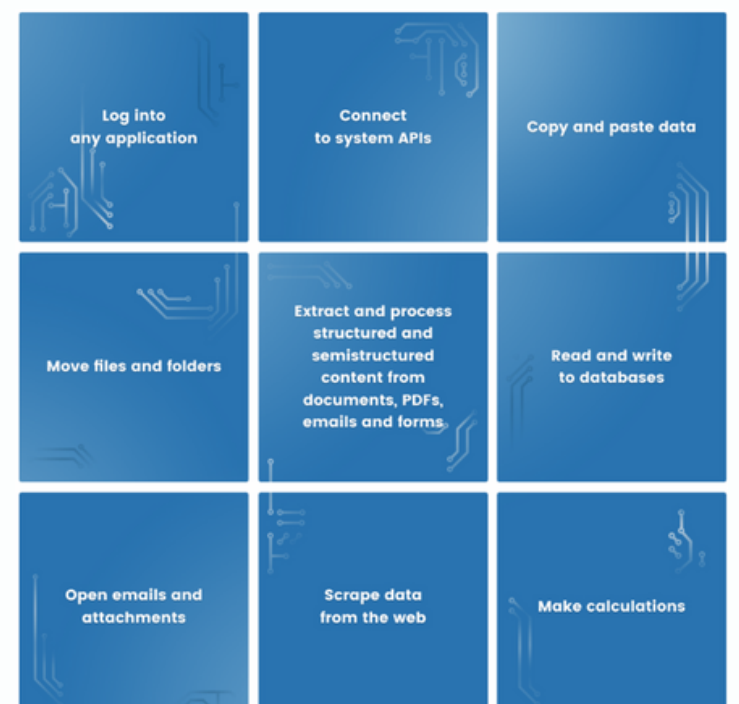 Log into
any application
Connect
to system APIs
Copy and paste data
Move files and folders
Extract and process
structured and
semistructured
content from
documents, PDFs,
emails and forms
Read and write
to databases
Open emails and
attachments
Scrape data
from the web
Make calculations